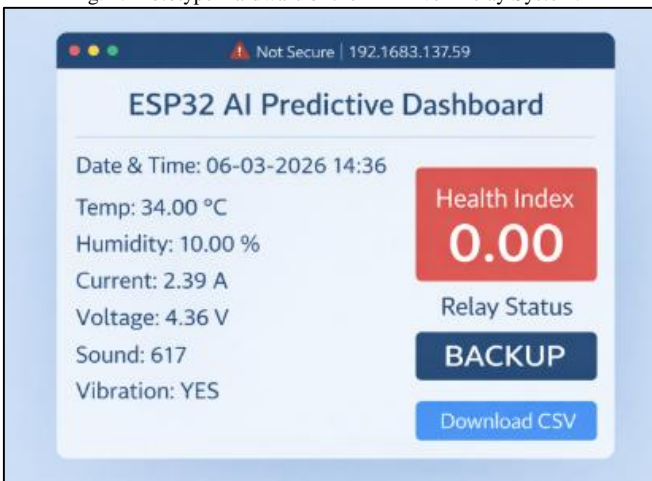 Not Secure | 192.1683.137.59
ESP32 AI Predictive Dashboard
Date & Time: 06-03-2026 14:36
Temp: 34.00 °C
Humidity: 10.00 %
Current: 2.39 A
Voltage: 4.36 V
Sound: 617
Vibration: YES
Health Index
0.00
Relay Status
BACKUP
Download CSV